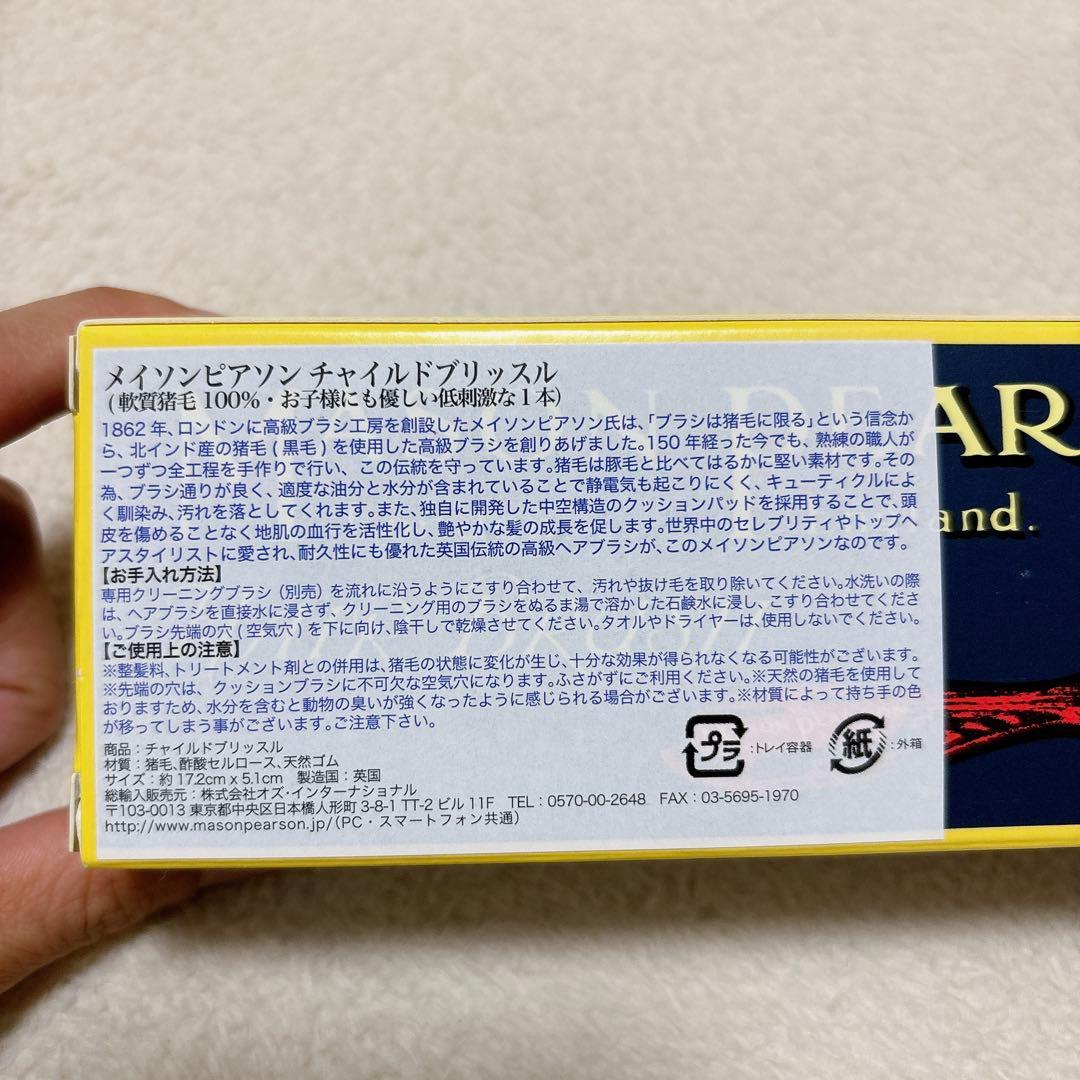 メイソンピアソン チャイルドブリッスル
(軟質猪毛 100%・お子様にも優しい低刺激な1本)
1862年、ロンドンに高級ブラシ工房を創設したメイソンピアソン氏は、「ブラシは猪毛に限る」という信念か
ら、北インド産の猪毛(黒毛)を使用した高級ブラシを創りあげました。150年経った今でも、熟練の職人が
一つずつ全工程を手作りで行い、この伝統を守っています。猪毛は豚毛と比べてはるかに堅い素材です。その
為、ブラシ通りが良く、適度な油分と水分が含まれていることで静電気も起こりにくく、キューティクルによ
く馴染み、汚れを落としてくれます。また、独自に開発した中空構造のクッションパッドを採用することで、頭
皮を傷めることなく地肌の血行を活性化し、艶やかな髪の成長を促します。世界中のセレブリティやトップヘ
アスタイリストに愛され、耐久性にも優れた英国伝統の高級ヘアブラシが、このメイソンピアソンなのです。
【お手入れ方法】
専用クリーニングブラシ(別売)を流れに沿うようにこすり合わせて、汚れや抜け毛を取り除いてください。水洗いの際
は、ヘアブラシを直接水に浸さず、クリーニング用のブラシをぬるま湯で溶かした石鹸水に浸し、こすり合わせてくださ
い。ブラシ先端の穴(空気穴)を下に向け、陰干しで乾燥させてください。タオルやドライヤーは、使用しないでください。
【ご使用上の注意】
※整髪料、トリートメント剤との併用は、猪毛の状態に変化が生じ、十分な効果が得られなくなる可能性がございます。
※先端の穴は、クッションブラシに不可欠な空気穴になります。ふさがずにご利用ください。※天然の猪毛を使用して
おりますため、水分を含むと動物の臭いが強くなったように感じられる場合がございます。※材質によって持ち手の色
が移ってしまう事がございます。ご注意下さい。
商品：チャイルドブリッスル
材質：猪毛、酢酸セルロース、天然ゴム
サイズ：約17.2cm x 5.1cm 製造国：英国
総輸入販売元：株式会社オズ・インターナショナル
〒103-0013 東京都中央区日本橋人形町3-8-1 TT-2ビル 11F TEL：0570-00-2648 FAX：03-5695-1970
http://www.masonpearson.jp/(PC・スマートフォン共通)
プラ：トレイ容器
紙：外箱
AR
and.